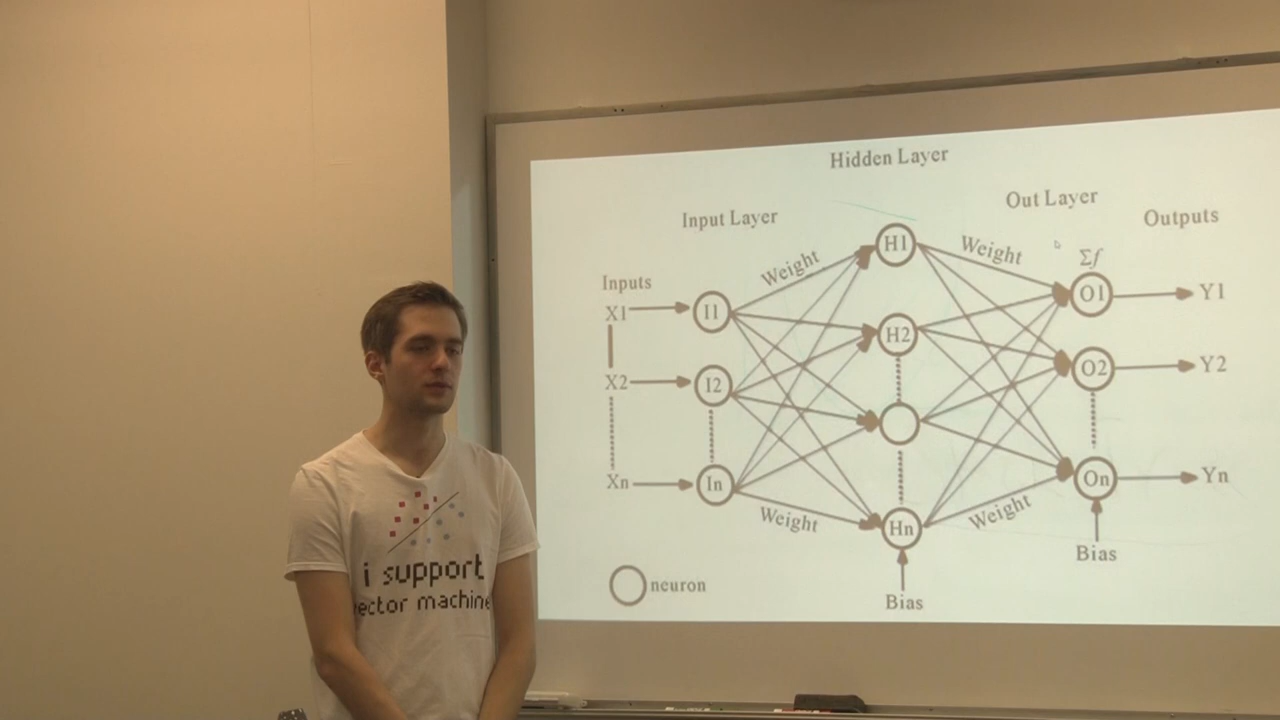 Hidden Layer
Out Layer
Input Layer
Outputs
Weight
Weight
Σf
Inputs
X1
I1
H1
O1
Y1
X2
I2
H2
O2
Y2
Xn
In
Hn
On
Yn
Weight
Weight
Bias
neuron
Bias
i support
vector machine